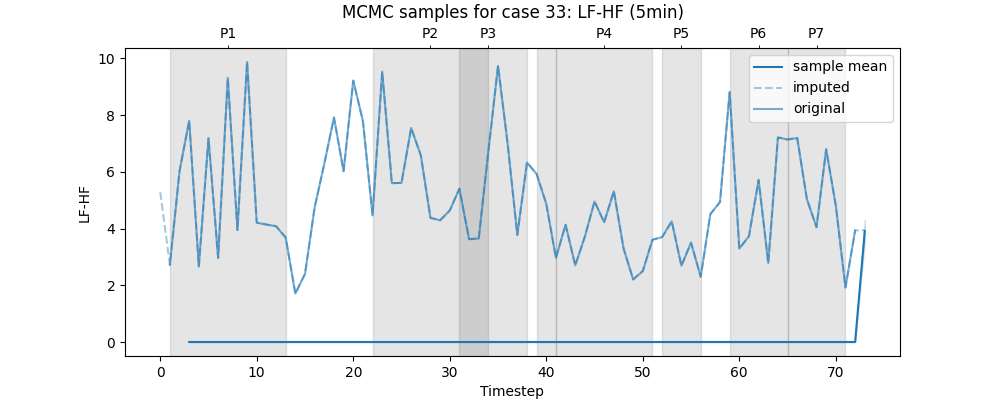 MCMC samples for case 33: LF-HF (5min)
P1 P2 P3 P4 P5 P6 P7
10
8
6
4
2
0
LF-HF
sample mean
imputed
original
0 10 20 30 40 50 60 70
Timestep